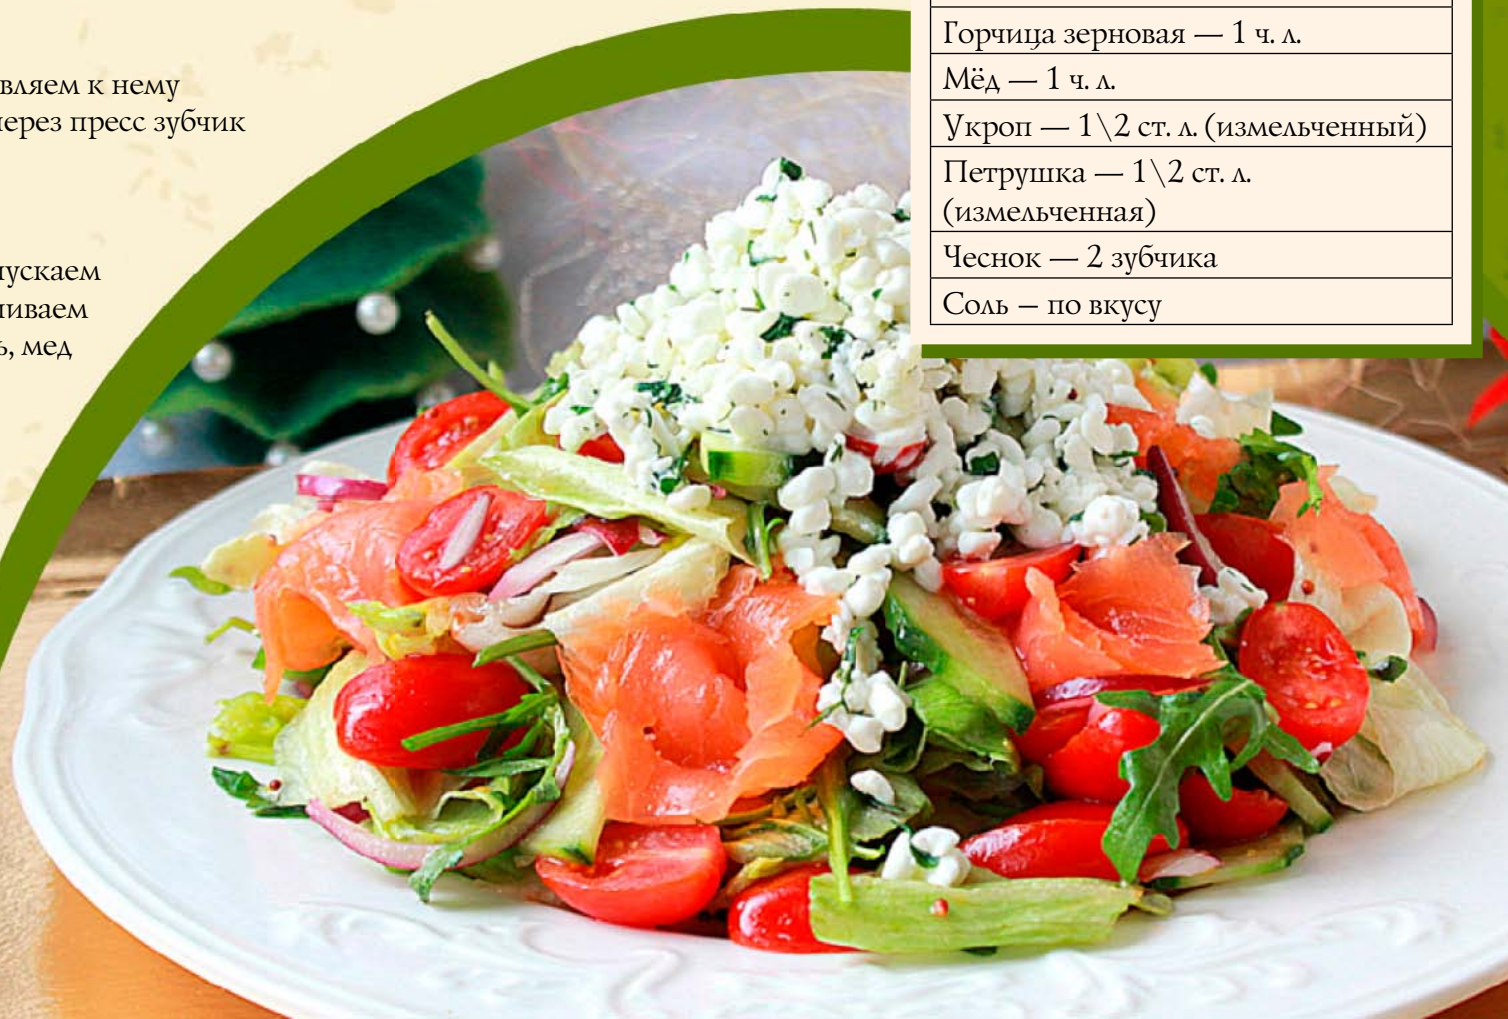 вляем к нему
через пресс зубчик
пускаем
ливаем
ь, мед
Горчица зерновая — 1 ч. л.
Мёд — 1 ч. л.
Укроп — 1\2 ст. л. (измельченный)
Петрушка — 1\2 ст. л.
(измельченная)
Чеснок — 2 зубчика
Соль – по вкусу